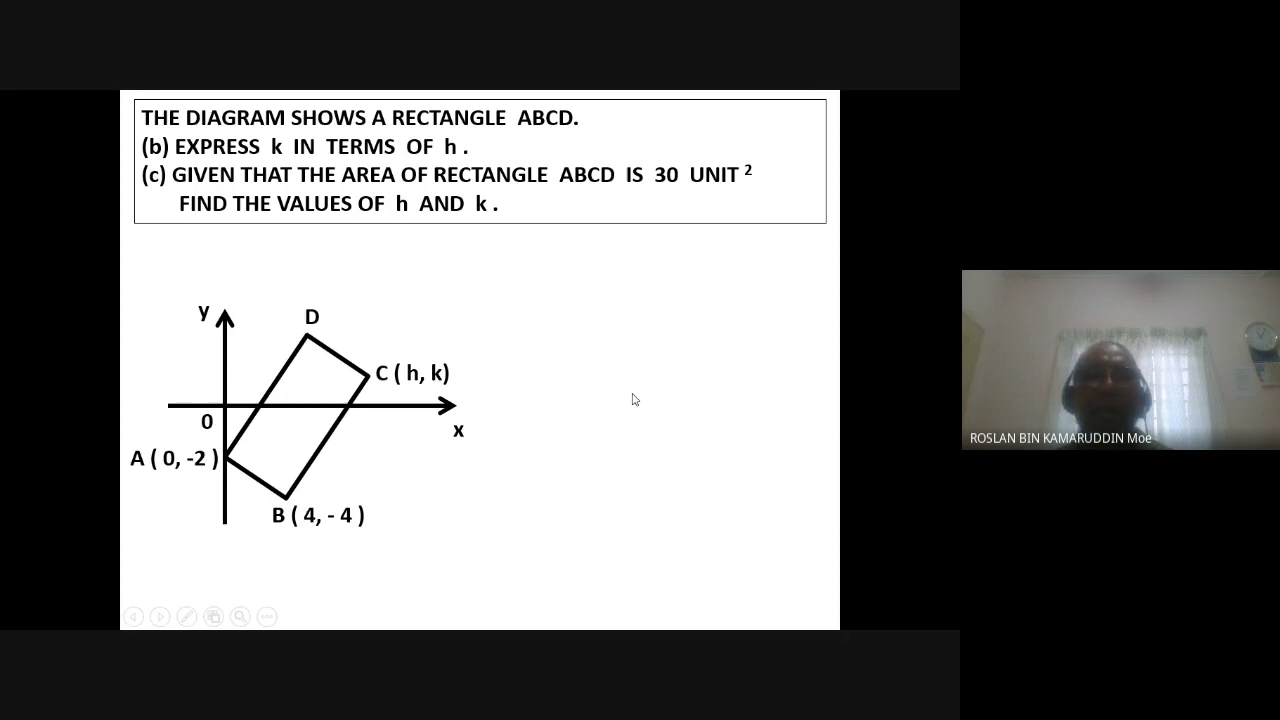 THE DIAGRAM SHOWS A RECTANGLE ABCD.
(b) EXPRESS k IN TERMS OF h .
(c) GIVEN THAT THE AREA OF RECTANGLE ABCD IS 30 UNIT ²
FIND THE VALUES OF h AND k .
y
D
C ( h, k)
0
x
A ( 0, -2 )
B ( 4, - 4 )
ROSLAN BIN KAMARUDDIN Moe